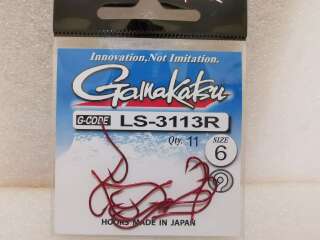 Innovation, Not Imitation.
Gamakatsu
G-CODE LS-3113R
Qty. 11 SIZE 6
HOOKS MADE IN JAPAN